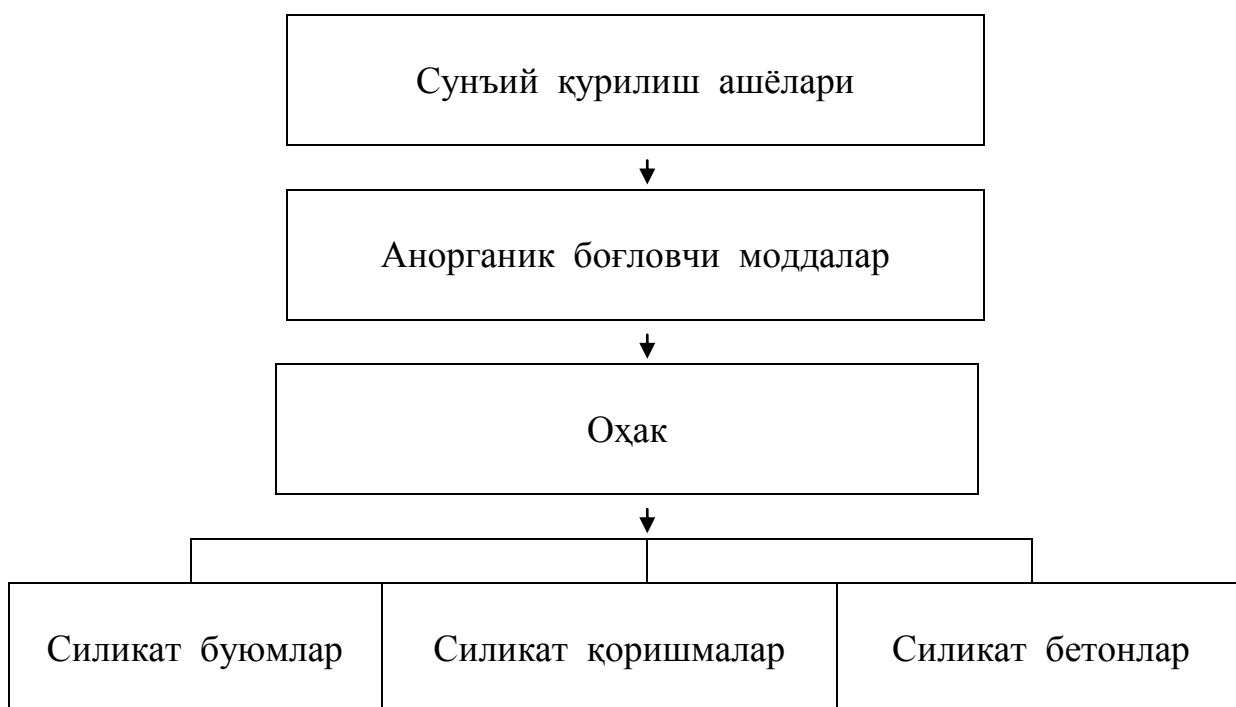 Сунъий қурилиш ашёлари
Анорганик боғловчи моддалар
Оҳак
Силикат буюмлар Силикат қоришмалар Силикат бетонлар